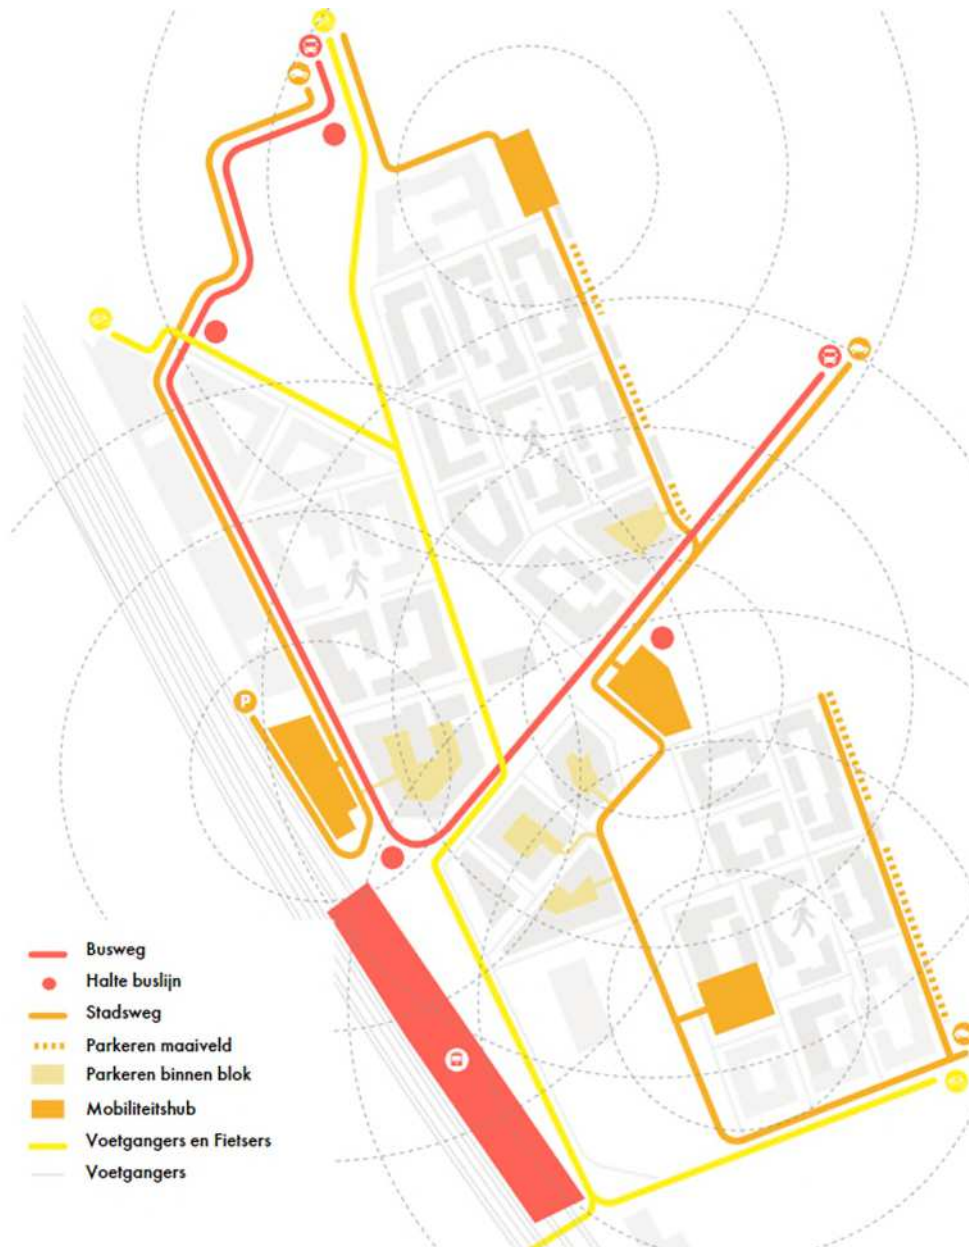 P
Busweg
Halte buslijn
Stadsweg
Parkeren maaiveld
Parkeren binnen blok
Mobiliteitshub
Voetgangers en Fietsers
Voetgangers